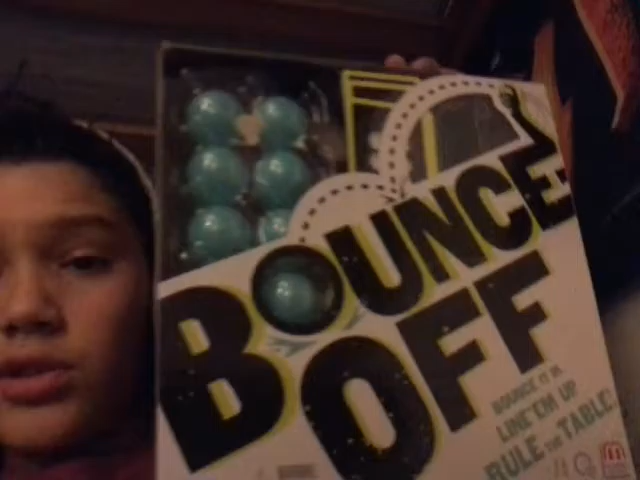 BOUNCE
OFF
BOUNCE IT IN.
LINE 'EM UP
RULE THE TABLE!